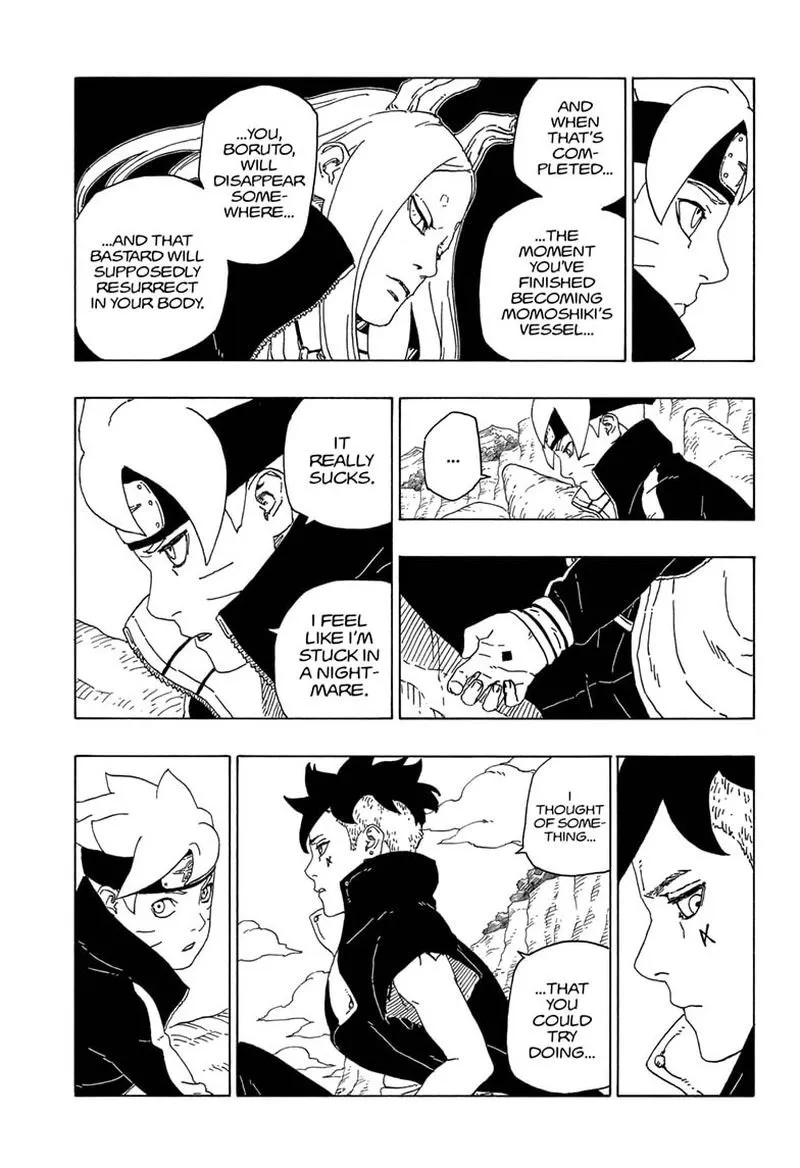 AND
WHEN
THAT'S
COM-
PLETED...
...THE
MOMENT
YOU'VE
FINISHED
BECOMING
MOMOSHIKI'S
VESSEL...
...YOU,
BORUTO,
WILL
DISAPPEAR
SOME-
WHERE...
...AND THAT
BASTARD WILL
SUPPOSEDLY
RESURRECT
IN YOUR BODY.
...
IT
REALLY
SUCKS.
I FEEL
LIKE I'M
STUCK IN
A NIGHT-
MARE.
I
THOUGHT
OF SOME-
THING...
...THAT
YOU
COULD
TRY
DOING...